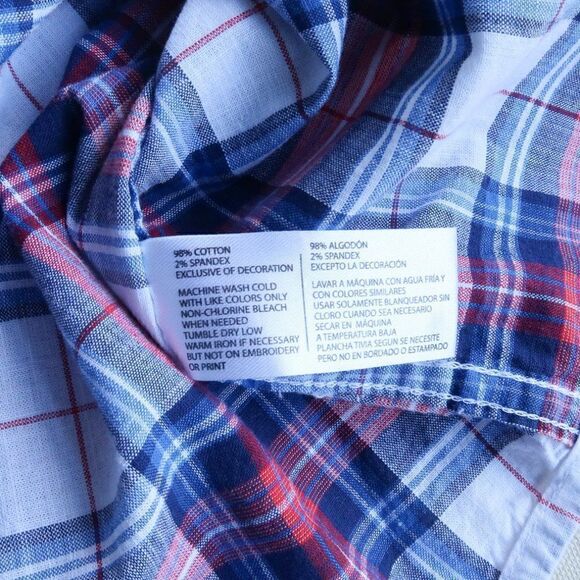 98% COTTON
2% SPANDEX
EXCLUSIVE OF DECORATION
MACHINE WASH COLD
WITH LIKE COLORS ONLY
NON-CHLORINE BLEACH
WHEN NEEDED
TUMBLE DRY LOW
WARM IRON IF NECESSARY
BUT NOT ON EMBROIDERY
OR PRINT
98% ALGODÓN
2% SPANDEX
EXCEPTO LA DECORACIÓN
LAVAR A MÁQUINA CON AGUA FRÍA Y
CON COLORES SIMILARES
USAR SOLAMENTE BLANQUEADOR SIN
CLORO CUANDO SEA NECESARIO
SECAR EN MÁQUINA
A TEMPERATURA BAJA
PLANCHA TIVIA SEGUN SE NECESITE
PERO NO EN BORDADO O ESTAMPADO